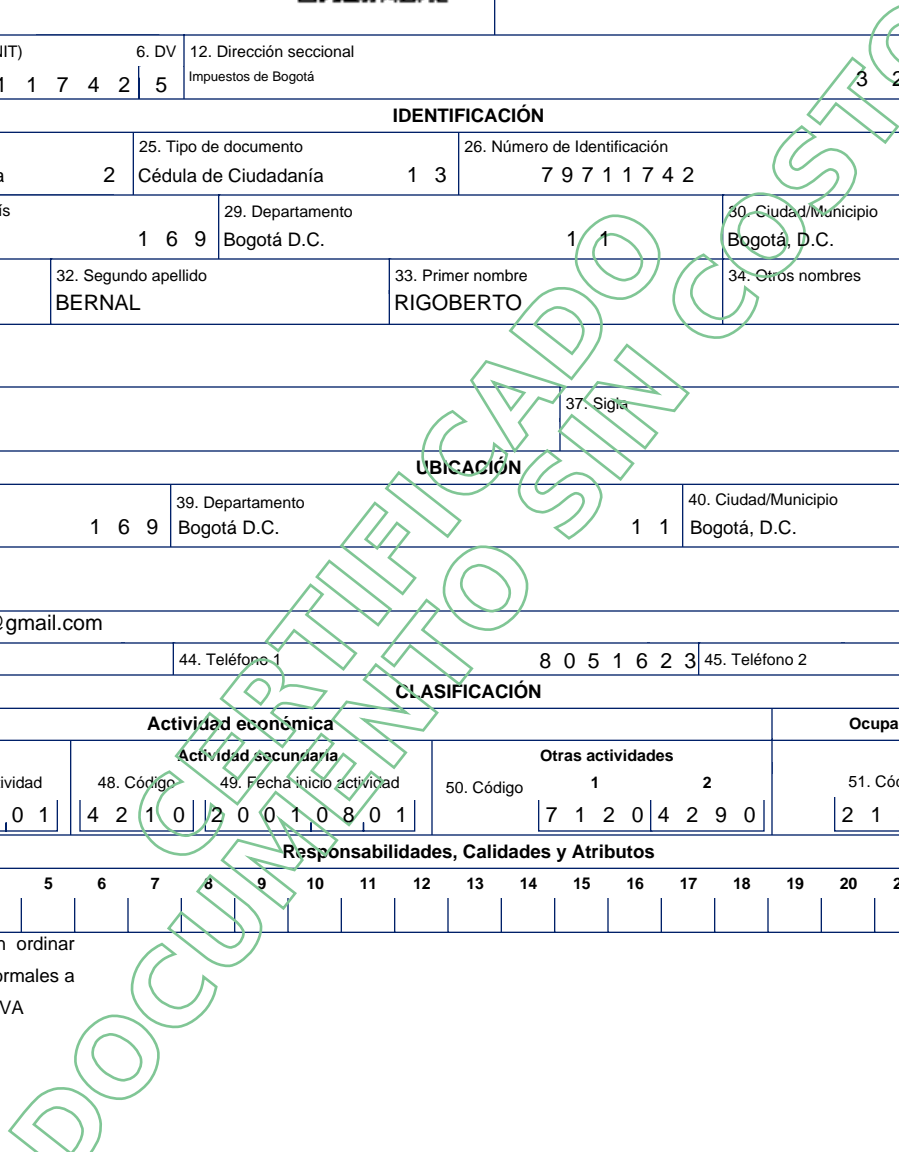 IT) 6. DV 12. Dirección seccional
1 1 7 4 2 5 Impuestos de Bogotá 3 2
IDENTIFICACIÓN
25. Tipo de documento 26. Número de Identificación
a 2 Cédula de Ciudadanía 1 3 7 9 7 1 1 7 4 2
ís 29. Departamento 30. Ciudad/Municipio
1 6 9 Bogotá D.C. 1 1 Bogotá, D.C.
32. Segundo apellido 33. Primer nombre 34. Otros nombres
BERNAL RIGOBERTO
37. Sigla
UBICACIÓN
39. Departamento 40. Ciudad/Municipio
1 6 9 Bogotá D.C. 1 1 Bogotá, D.C.
@gmail.com
44. Teléfono 1 8 0 5 1 6 2 3 45. Teléfono 2
CLASIFICACIÓN
Actividad económica Ocupa
Actividad secundaria Otras actividades
ividad 48. Código 49. Fecha inicio actividad 50. Código 1 2 51. Cód
0 1 4 2 1 0 2 0 0 1 0 8 0 1 7 1 2 0 4 2 9 0 2 1
Responsabilidades, Calidades y Atributos
5 6 7 8 9 10 11 12 13 14 15 16 17 18 19 20 2
n ordinar
ormales a
VA
CERTIFICADO
DOCUMENTO SIN COSTO